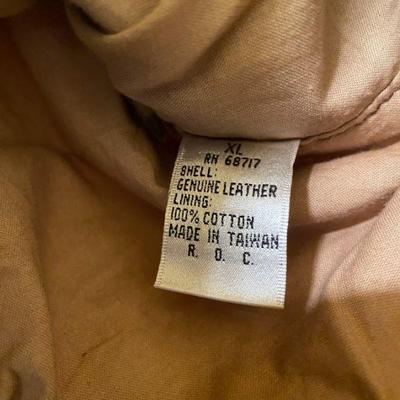 XL
RN 68717
SHELL:
GENUINE LEATHER
LINING:
100% COTTON
MADE IN TAIWAN
R. O. C.